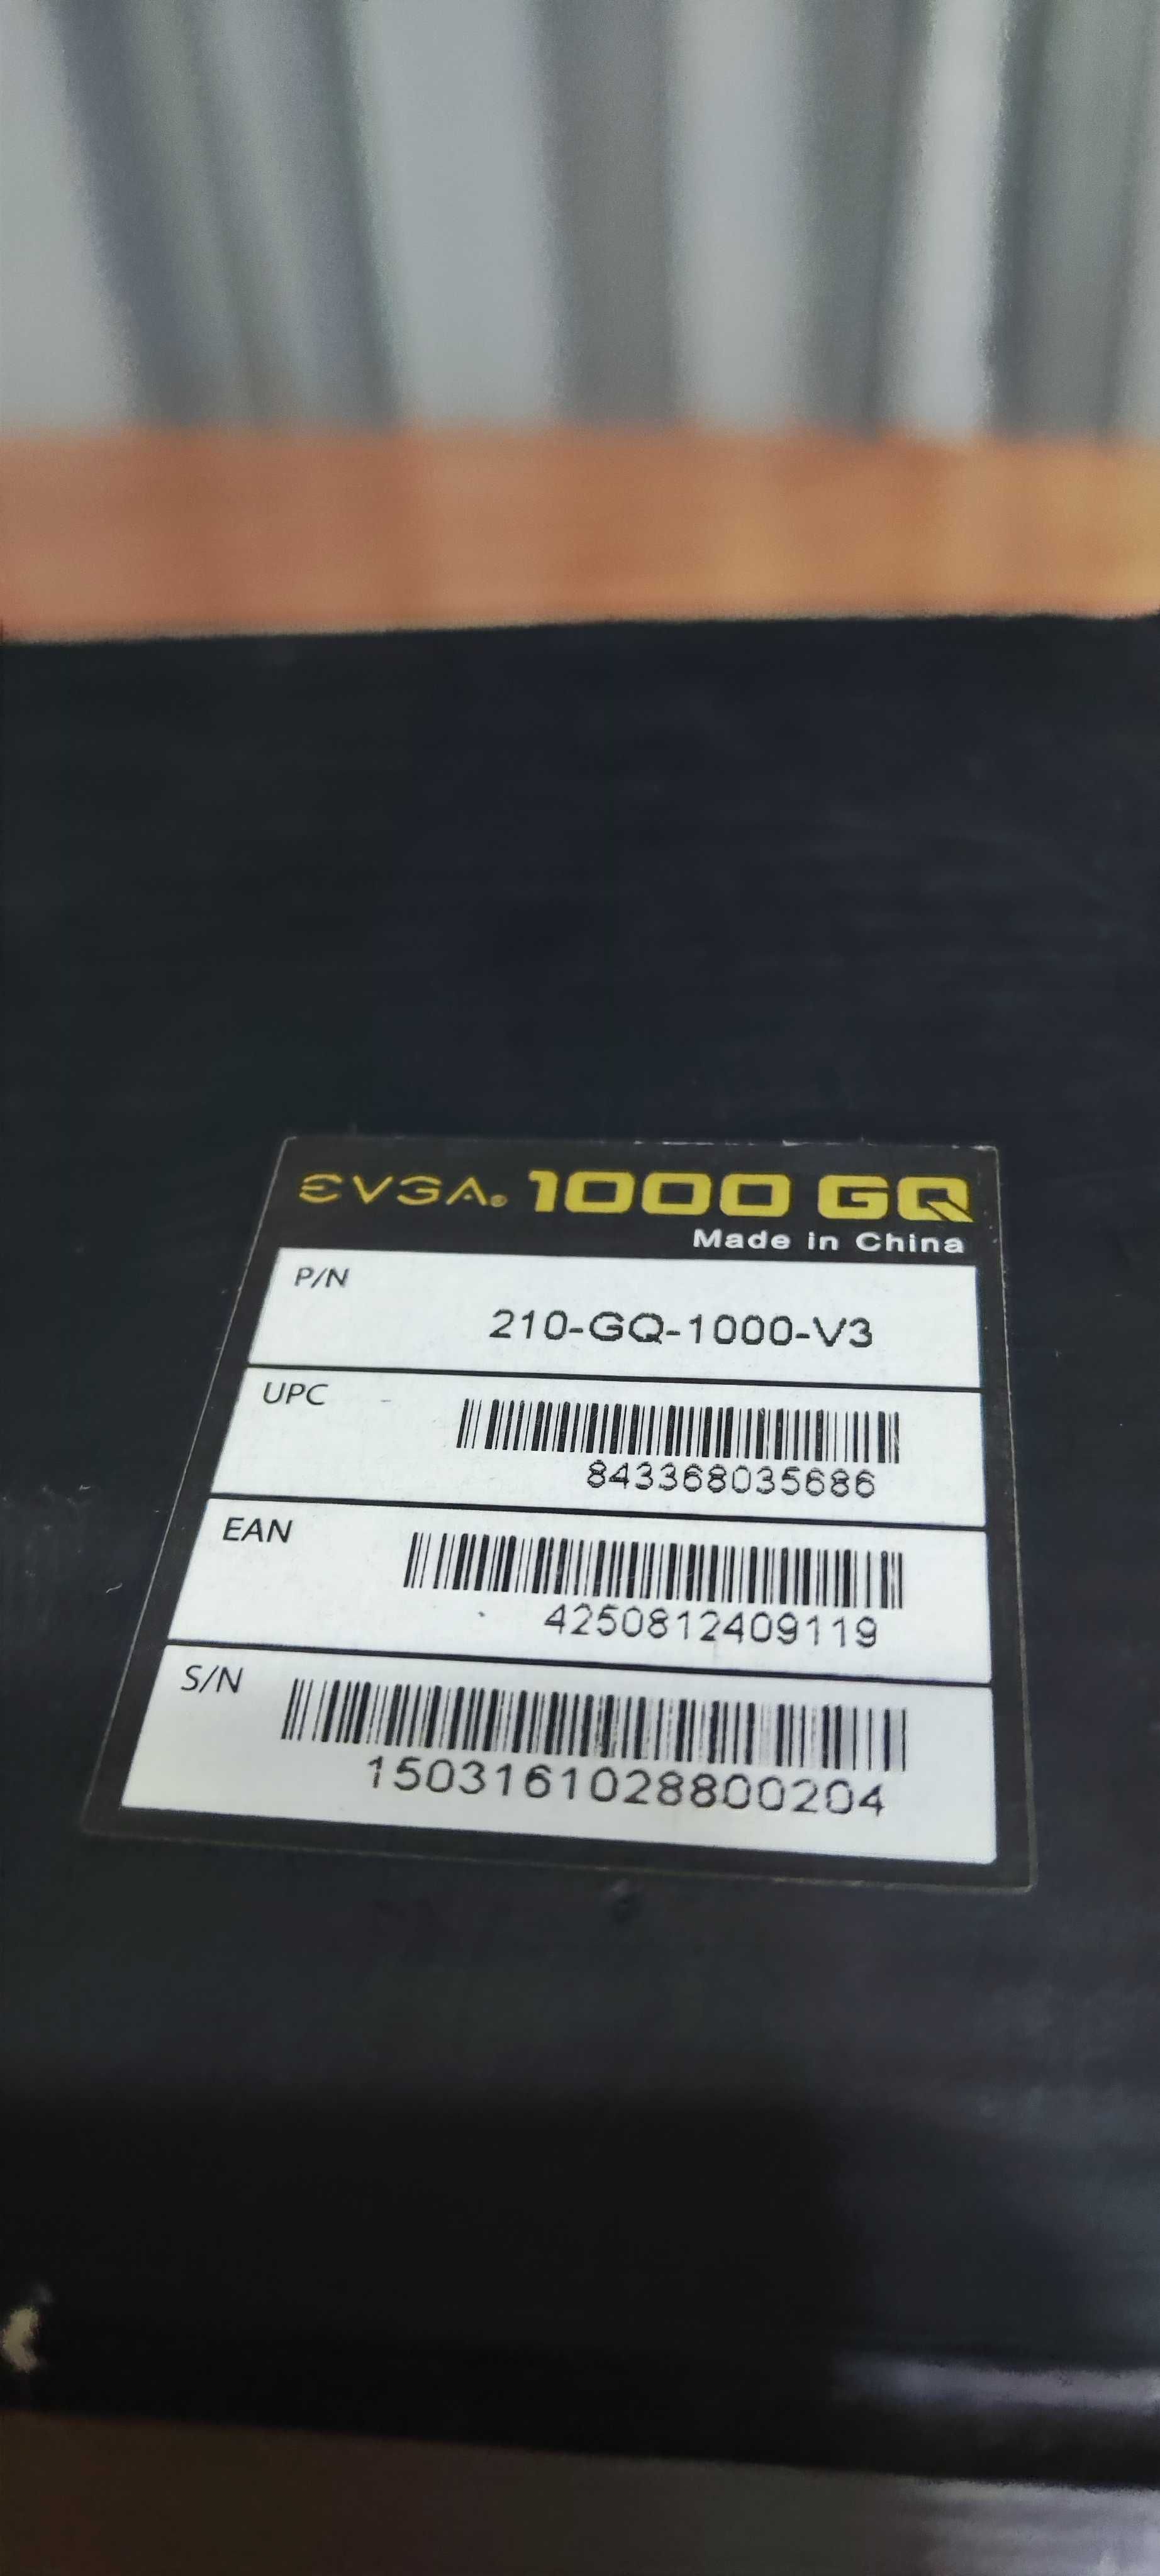 EVGA® 1000 GQ
Made in China
P/N
210-GQ-1000-V3
UPC
843368035686
EAN
4250812409119
S/N
1503161028800204